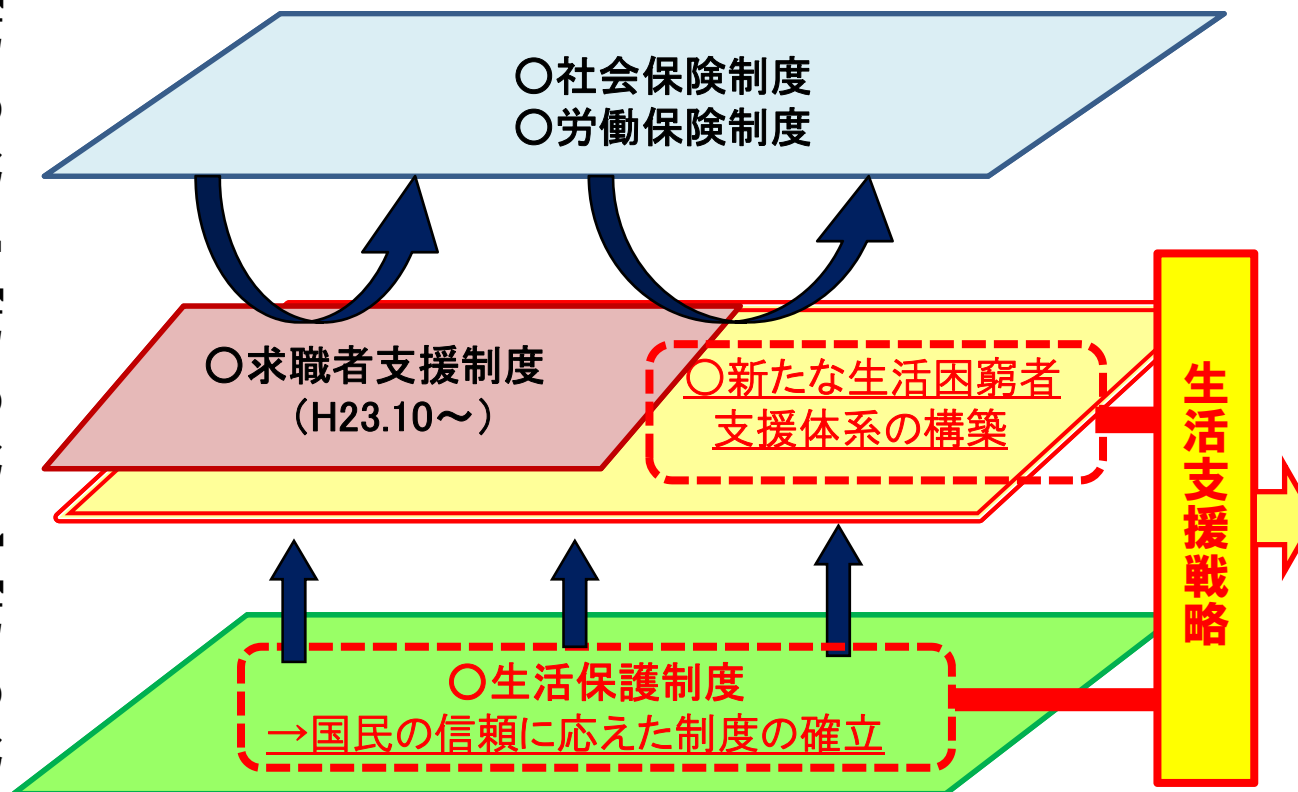 ○社会保険制度
○労働保険制度
○求職者支援制度
（H23.10～）
○新たな生活困窮者
支援体系の構築
生活支援戦略
○生活保護制度
→国民の信頼に応えた制度の確立